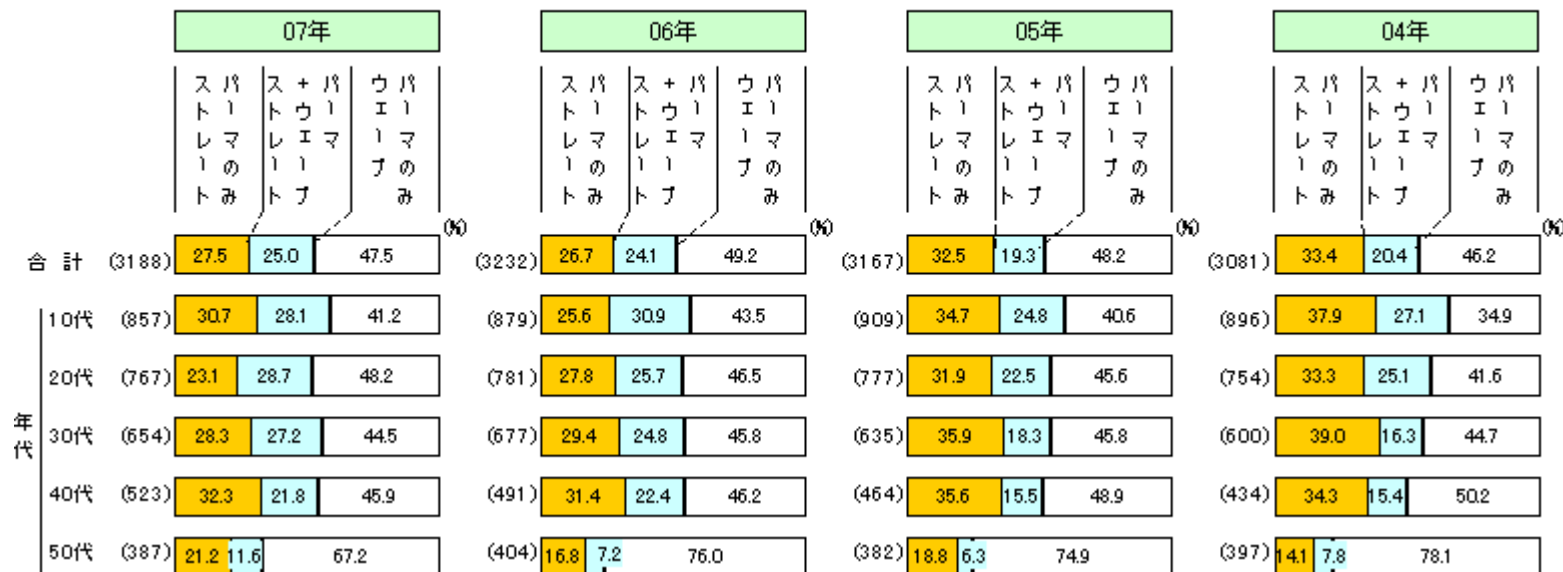 07年 06年 05年 04年
ストレートパーマのみ ストレート+ウエーブパーマ ウエーブパーマのみ ストレートパーマのみ ストレート+ウエーブパーマ ウエーブパーマのみ ストレートパーマのみ ストレート+ウエーブパーマ ウエーブパーマのみ ストレートパーマのみ ストレート+ウエーブパーマ ウエーブパーマのみ
(%) (%) (%) (%)
合計 (3188) 27.5 25.0 47.5 (3232) 26.7 24.1 49.2 (3167) 32.5 19.3 48.2 (3081) 33.4 20.4 46.2
年代
10代 (857) 30.7 28.1 41.2 (879) 25.6 30.9 43.5 (909) 34.7 24.8 40.6 (896) 37.9 27.1 34.9
20代 (767) 23.1 28.7 48.2 (781) 27.8 25.7 46.5 (777) 31.9 22.5 45.6 (754) 33.3 25.1 41.6
30代 (654) 28.3 27.2 44.5 (677) 29.4 24.8 45.8 (635) 35.9 18.3 45.8 (600) 39.0 16.3 44.7
40代 (523) 32.3 21.8 45.9 (491) 31.4 22.4 46.2 (464) 35.6 15.5 48.9 (434) 34.3 15.4 50.2
50代 (387) 21.2 11.6 67.2 (404) 16.8 7.2 76.0 (382) 18.8 6.3 74.9 (397) 14.1 7.8 78.1